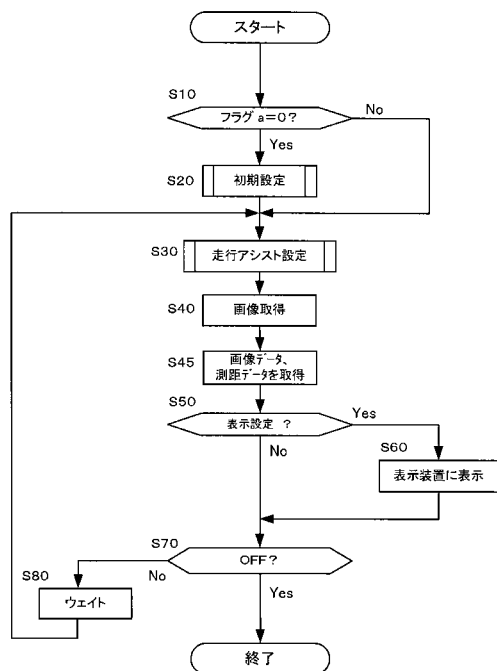 スタート
S10
フラグa=0?
No
Yes
S20
初期設定
S30
走行アシスト設定
S40
画像取得
S45
画像データ、
測距データを取得
S50
表示設定 ?
Yes
No
S60
表示装置に表示
S70
OFF?
No
Yes
S80
ウェイト
終了